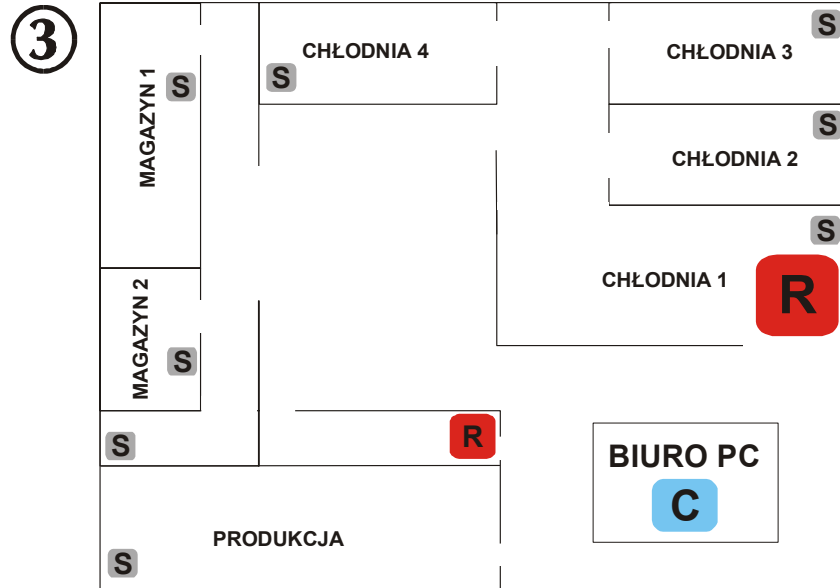 3
CHŁODNIA 4
CHŁODNIA 3
S
S
S
MAGAZYN 1
S
CHŁODNIA 2
S
CHŁODNIA 1
R
MAGAZYN 2
S
S
R
BIURO PC
C
PRODUKCJA
S